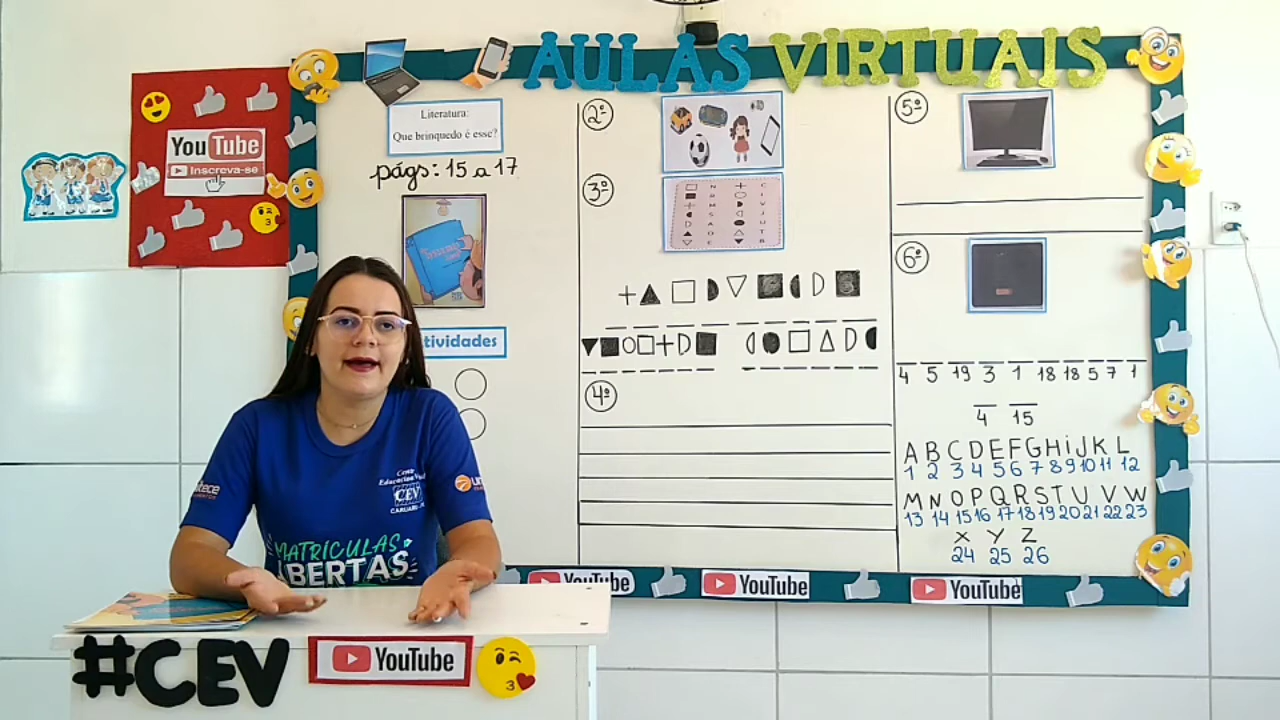 AULAS VIRTUAIS
YouTube
Inscreva-se
Literatura:
Que brinquedo é esse?
págs: 15 a 17
tividades
2º
3º
4º
5º
6º
4 5 19 3 1 18 18 5 7 1
4 15
A B C D E F G H i J K L
1 2 3 4 5 6 7 8 9 10 11 12
M N O P Q R S T U V W
13 14 15 16 17 18 19 20 21 22 23
X Y Z
24 25 26
Educacional
CEV
CARUARU
MATRÍCULAS
ABERTAS
YouTube
YouTube
YouTube
#CEV
YouTube